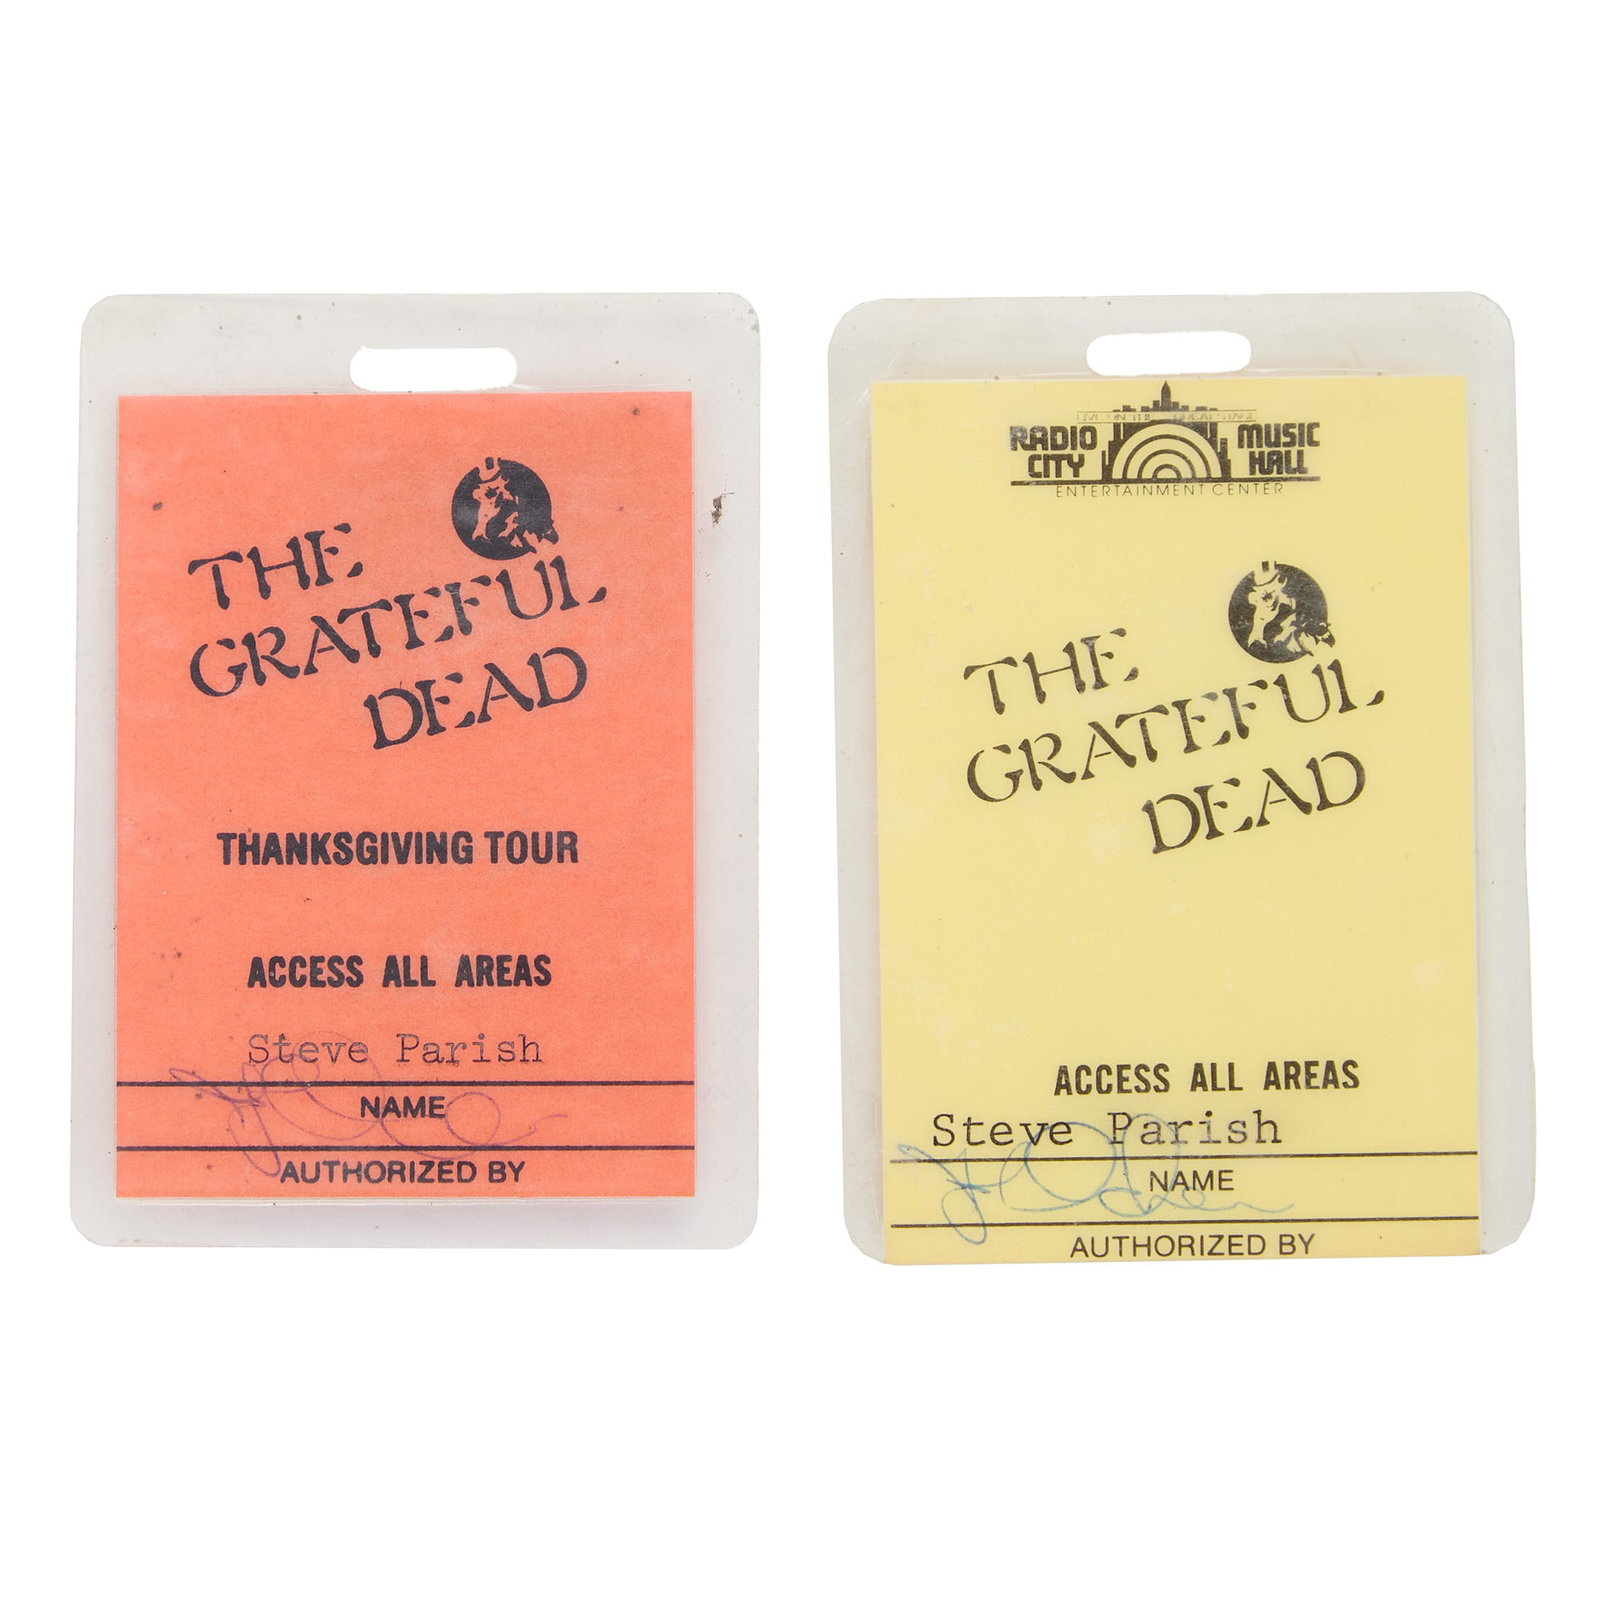 THE
GRATEFUL
DEAD
THANKSGIVING TOUR
ACCESS ALL AREAS
Steve Parish
NAME
AUTHORIZED BY
RADIO CITY MUSIC HALL
ENTERTAINMENT CENTER
THE
GRATEFUL
DEAD
ACCESS ALL AREAS
Steve Parish
NAME
AUTHORIZED BY